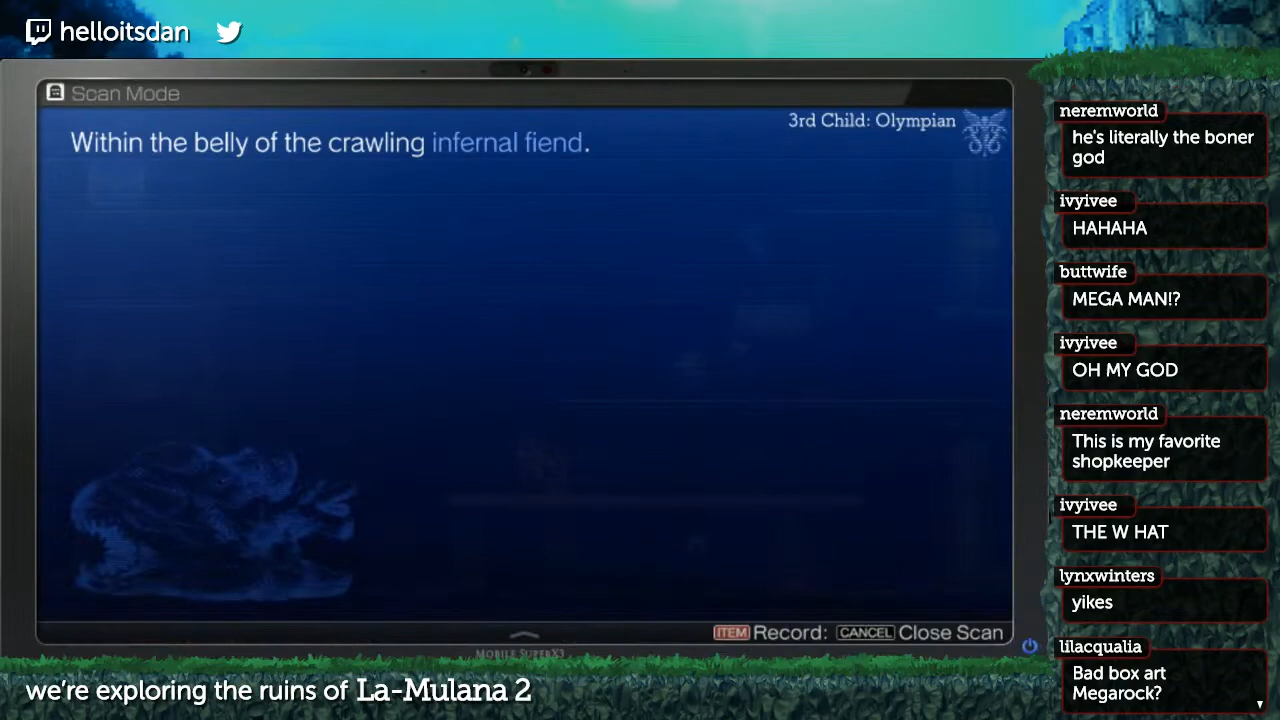 helloitsdan
Scan Mode
3rd Child: Olympian
Within the belly of the crawling infernal fiend.
ITEM Record: CANCEL Close Scan
MOBILE SUPERX3
we're exploring the ruins of La-Mulana 2
neremworld
he's literally the boner
god
ivyivee
HAHAHA
buttwife
MEGA MAN!?
ivyivee
OH MY GOD
neremworld
This is my favorite
shopkeeper
ivyivee
THE W HAT
lynxwinters
yikes
lilacqualia
Bad box art
Megarock?